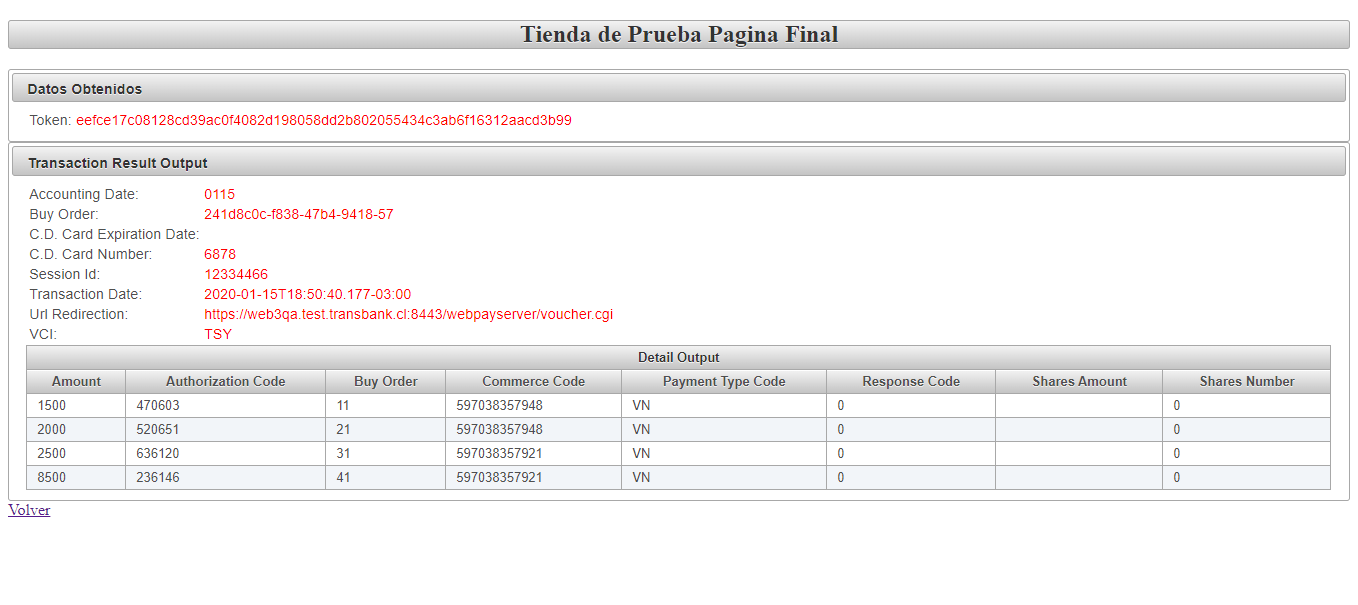 Tienda de Prueba Pagina Final
Datos Obtenidos
Token: eefce17c08128cd39ac0f4082d198058dd2b802055434c3ab6f16312aacd3b99
Transaction Result Output
Accounting Date: 0115
Buy Order: 241d8c0c-f838-47b4-9418-57
C.D. Card Expiration Date:
C.D. Card Number: 6878
Session Id: 12334466
Transaction Date: 2020-01-15T18:50:40.177-03:00
Url Redirection: https://web3qa.test.transbank.cl:8443/webpayserver/voucher.cgi
VCI: TSY
Detail Output
Amount Authorization Code Buy Order Commerce Code Payment Type Code Response Code Shares Amount Shares Number
1500 470603 11 597038357948 VN 0 0
2000 520651 21 597038357948 VN 0 0
2500 636120 31 597038357921 VN 0 0
8500 236146 41 597038357921 VN 0 0
Volver